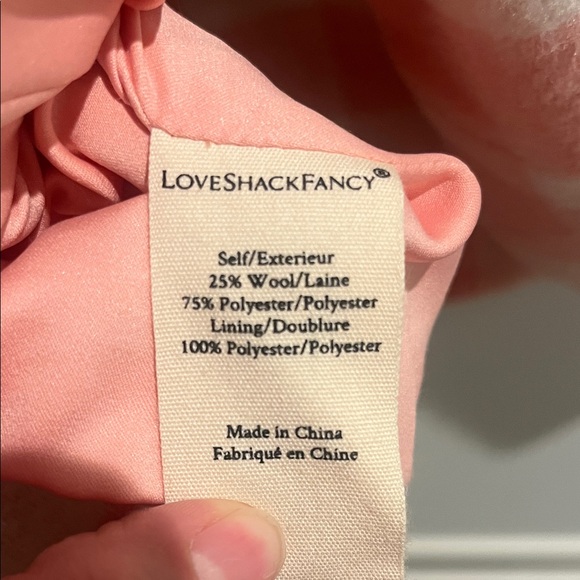 LOVESHACKFANCY®
Self/Exterieur
25% Wool/Laine
75% Polyester/Polyester
Lining/Doublure
100% Polyester/Polyester
Made in China
Fabriqué en Chine